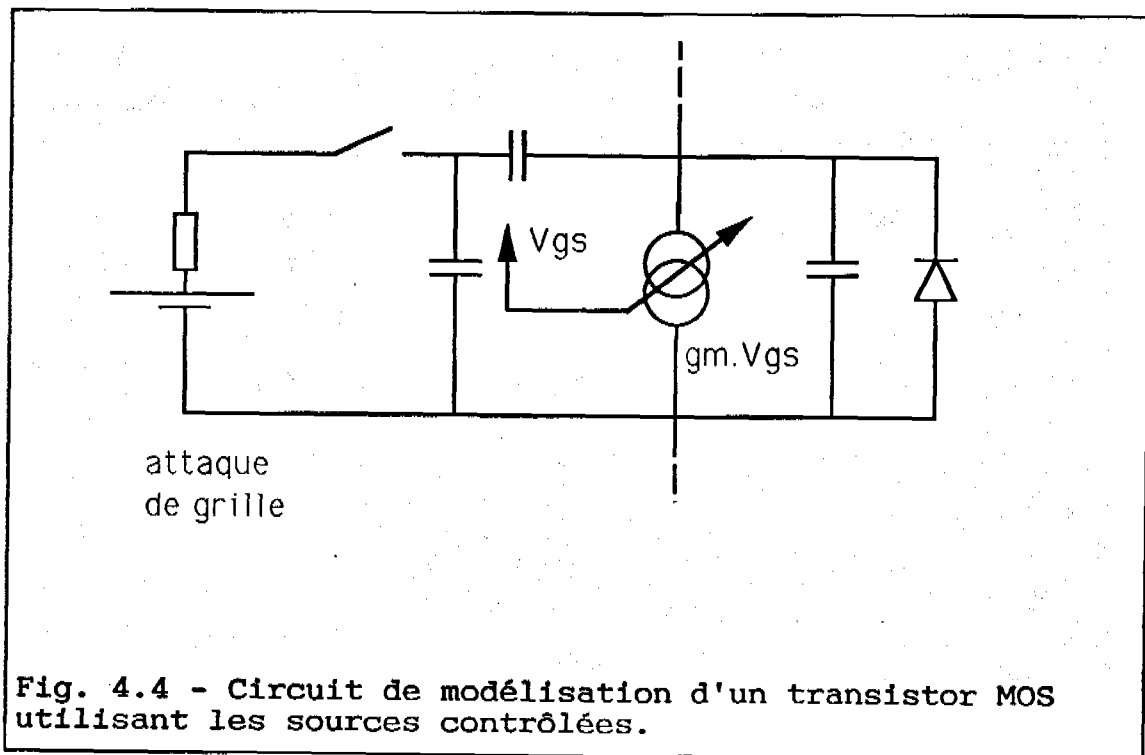 Vgs
gm.Vgs
attaque
de grille
Fig. 4.4 - Circuit de modélisation d'un transistor MOS
utilisant les sources contrôlées.